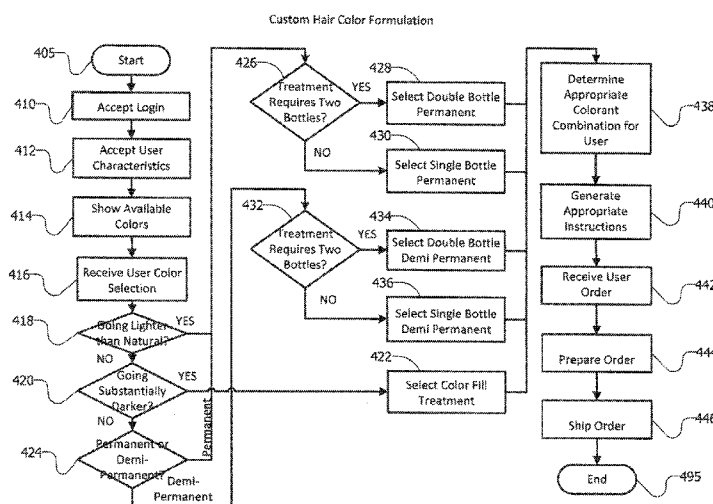 Custom Hair Color Formulation
405
Start
410
Accept Login
412
Accept User
Characteristics
414
Show Available
Colors
416
Receive User Color
Selection
418
Going Lighter
than Natural?
YES
NO
420
Going
Substantially
Darker?
YES
NO
424
Permanent or
Demi-
Permanent?
Permanent
Demi-
Permanent
426
Treatment
Requires Two
Bottles?
YES
NO
428
Select Double Bottle
Permanent
430
Select Single Bottle
Permanent
432
Treatment
Requires Two
Bottles?
YES
NO
434
Select Double Bottle
Demi Permanent
436
Select Single Bottle
Demi Permanent
422
Select Color Fill
Treatment
Determine
Appropriate
Colorant
Combination for
User
438
Generate
Appropriate
Instructions
440
Receive User
Order
442
Prepare Order
444
Ship Order
446
End
495